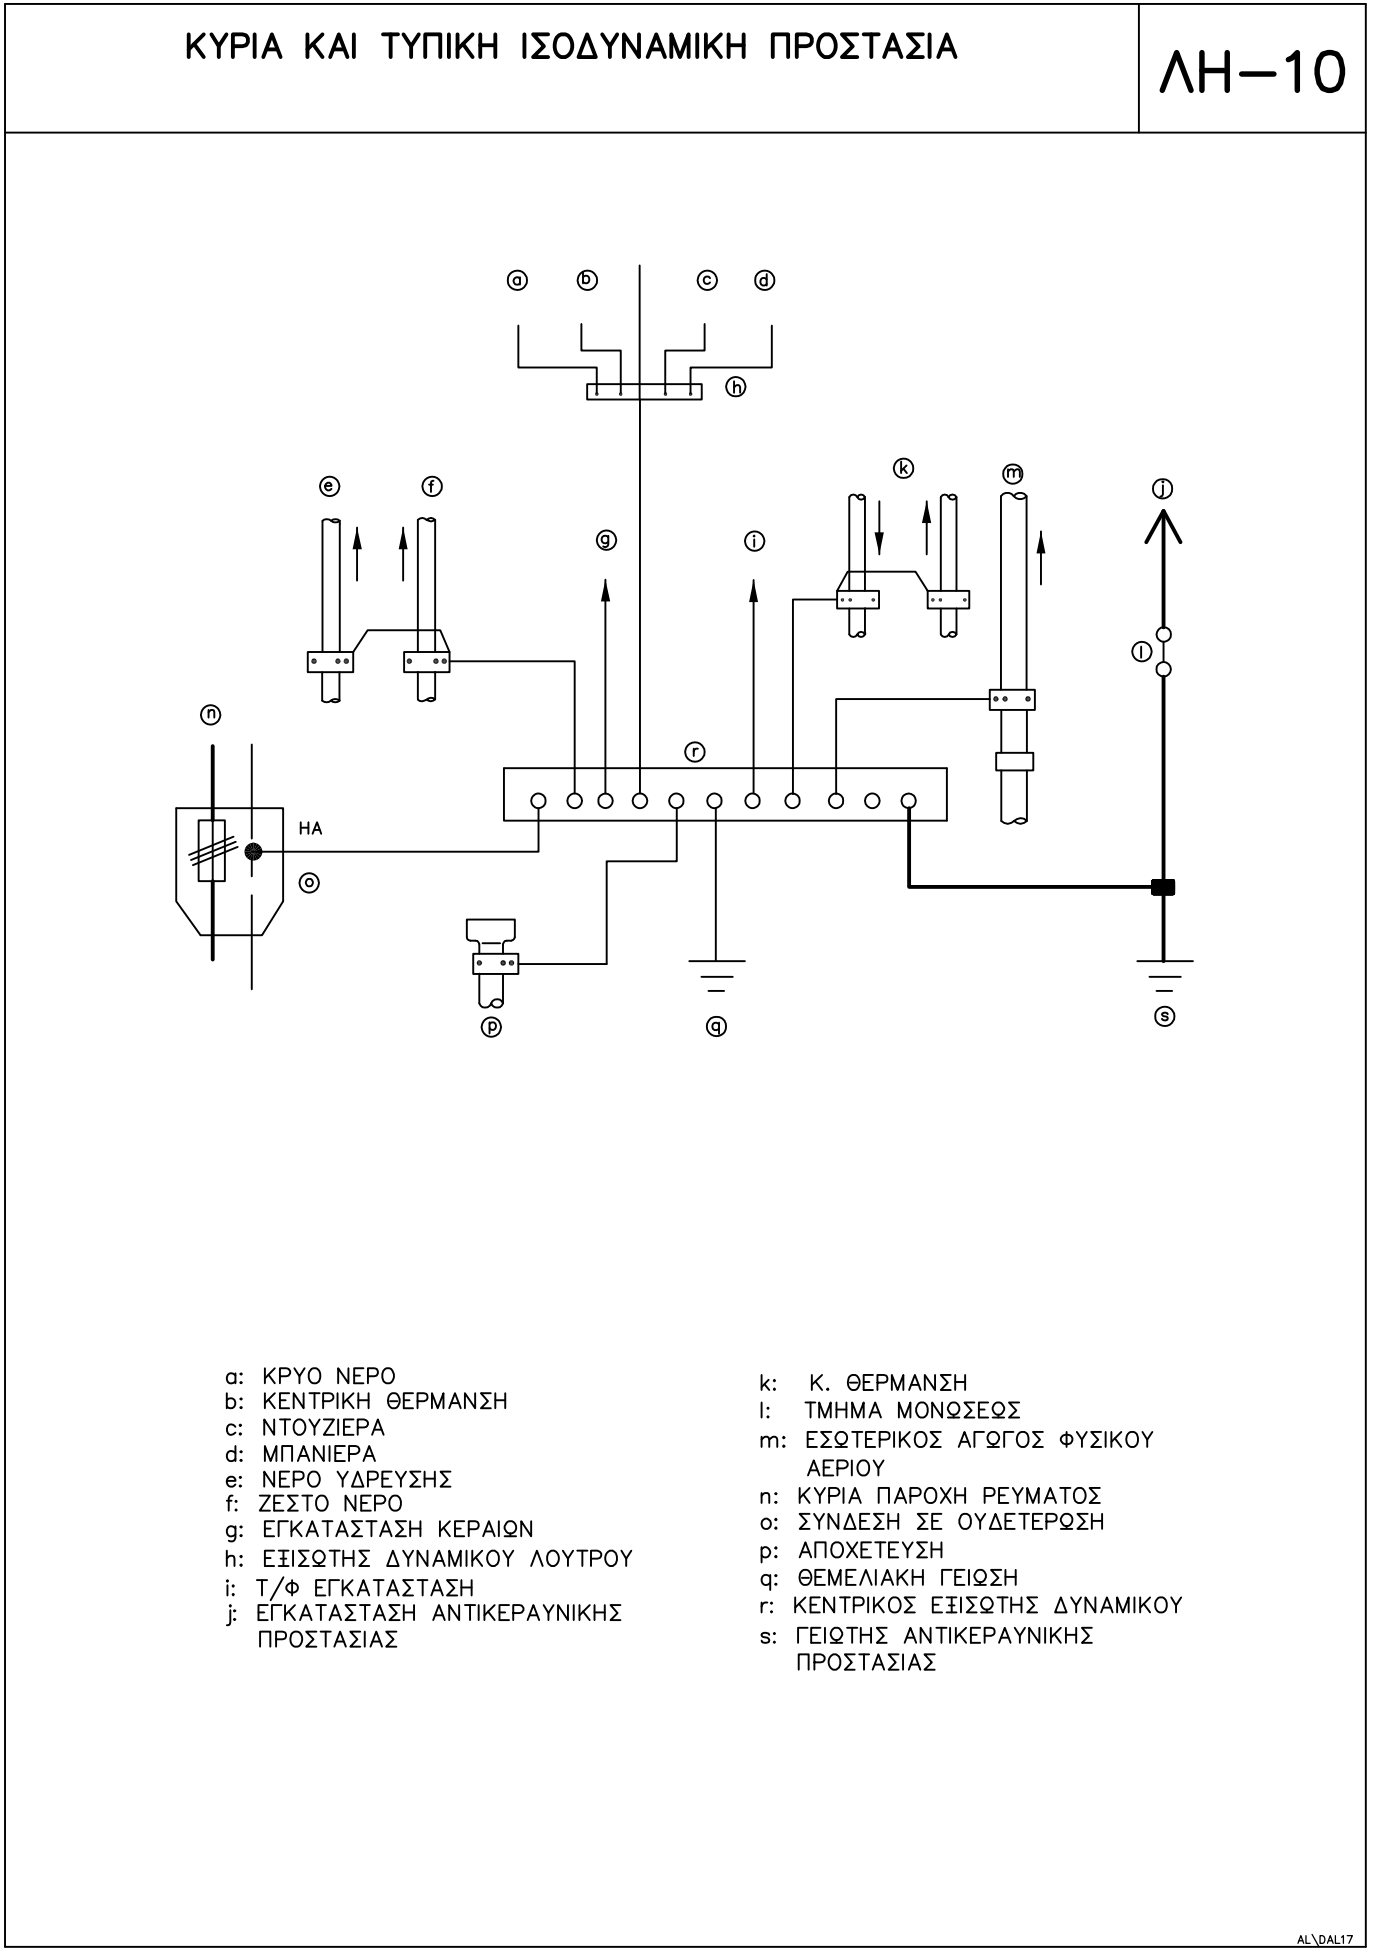 ΚΥΡΙΑ ΚΑΙ ΤΥΠΙΚΗ ΙΣΟΔΥΝΑΜΙΚΗ ΠΡΟΣΤΑΣΙΑ
ΛΗ-10
a b c d
h
k m
e f j
g i
l
n r
ΗΑ
o
p q s
a: ΚΡΥΟ ΝΕΡΟ
b: ΚΕΝΤΡΙΚΗ ΘΕΡΜΑΝΣΗ
c: ΝΤΟΥΖΙΕΡΑ
d: ΜΠΑΝΙΕΡΑ
e: ΝΕΡΟ ΥΔΡΕΥΣΗΣ
f: ΖΕΣΤΟ ΝΕΡΟ
g: ΕΓΚΑΤΑΣΤΑΣΗ ΚΕΡΑΙΩΝ
h: ΕΞΙΣΩΤΗΣ ΔΥΝΑΜΙΚΟΥ ΛΟΥΤΡΟΥ
i: Τ/Φ ΕΓΚΑΤΑΣΤΑΣΗ
j: ΕΓΚΑΤΑΣΤΑΣΗ ΑΝΤΙΚΕΡΑΥΝΙΚΗΣ
ΠΡΟΣΤΑΣΙΑΣ
k: Κ. ΘΕΡΜΑΝΣΗ
l: ΤΜΗΜΑ ΜΟΝΩΣΕΩΣ
m: ΕΣΩΤΕΡΙΚΟΣ ΑΓΩΓΟΣ ΦΥΣΙΚΟΥ
ΑΕΡΙΟΥ
n: ΚΥΡΙΑ ΠΑΡΟΧΗ ΡΕΥΜΑΤΟΣ
o: ΣΥΝΔΕΣΗ ΣΕ ΟΥΔΕΤΕΡΩΣΗ
p: ΑΠΟΧΕΤΕΥΣΗ
q: ΘΕΜΕΛΙΑΚΗ ΓΕΙΩΣΗ
r: ΚΕΝΤΡΙΚΟΣ ΕΞΙΣΩΤΗΣ ΔΥΝΑΜΙΚΟΥ
s: ΓΕΙΩΤΗΣ ΑΝΤΙΚΕΡΑΥΝΙΚΗΣ
ΠΡΟΣΤΑΣΙΑΣ
AL\DAL17